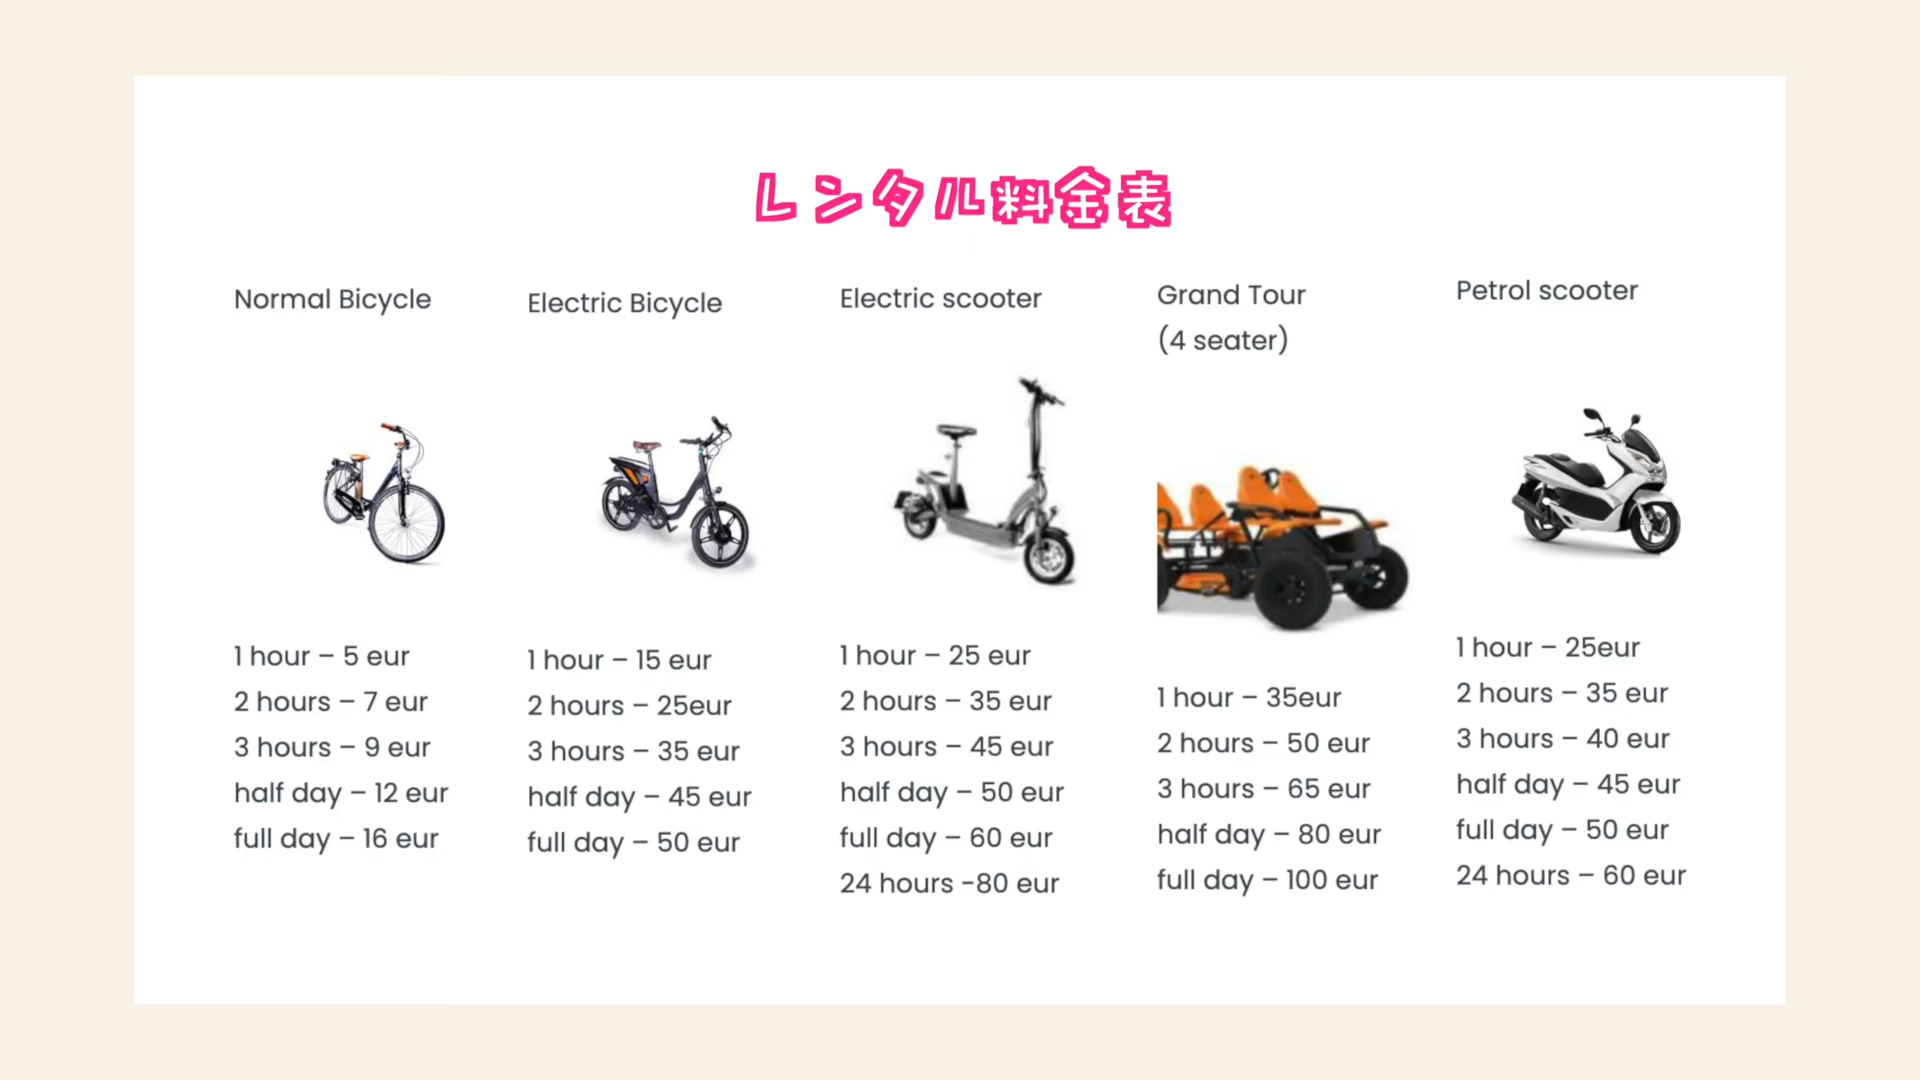 レンタル料金表
Normal Bicycle
1 hour – 5 eur
2 hours – 7 eur
3 hours – 9 eur
half day – 12 eur
full day – 16 eur
Electric Bicycle
1 hour – 15 eur
2 hours – 25eur
3 hours – 35 eur
half day – 45 eur
full day – 50 eur
Electric scooter
1 hour – 25 eur
2 hours – 35 eur
3 hours – 45 eur
half day – 50 eur
full day – 60 eur
24 hours -80 eur
Grand Tour
(4 seater)
1 hour – 35eur
2 hours – 50 eur
3 hours – 65 eur
half day – 80 eur
full day – 100 eur
Petrol scooter
1 hour – 25eur
2 hours – 35 eur
3 hours – 40 eur
half day – 45 eur
full day – 50 eur
24 hours – 60 eur